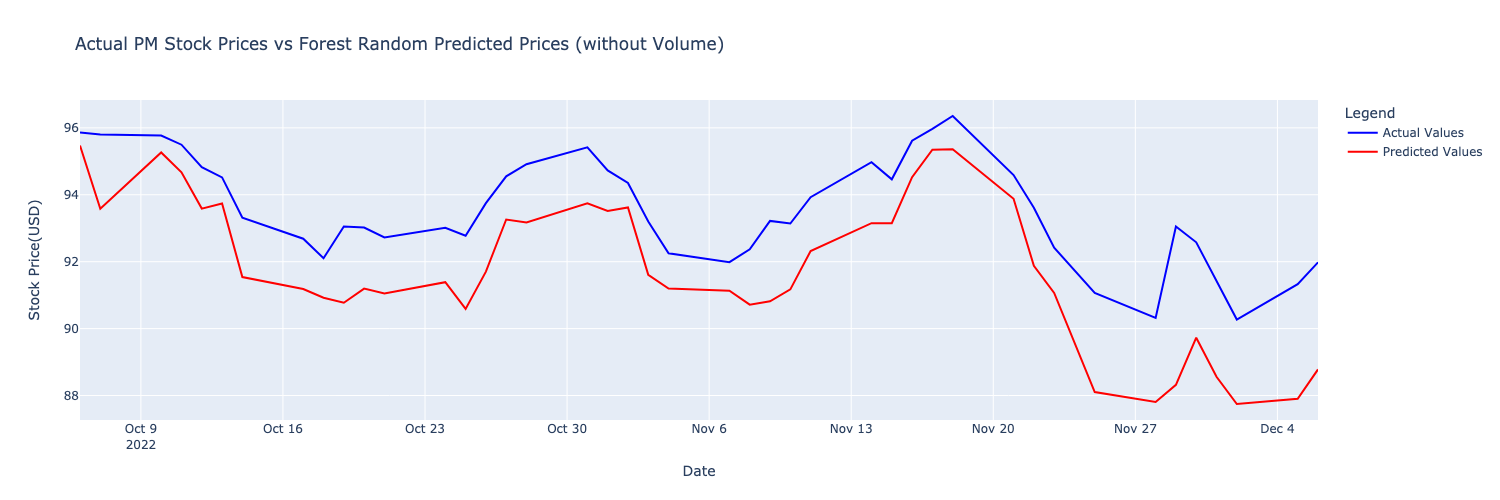 Actual PM Stock Prices vs Forest Random Predicted Prices (without Volume)
Legend
Actual Values
Predicted Values
Stock Price(USD)
96
94
92
90
88
Oct 9
2022
Oct 16
Oct 23
Oct 30
Nov 6
Nov 13
Nov 20
Nov 27
Dec 4
Date